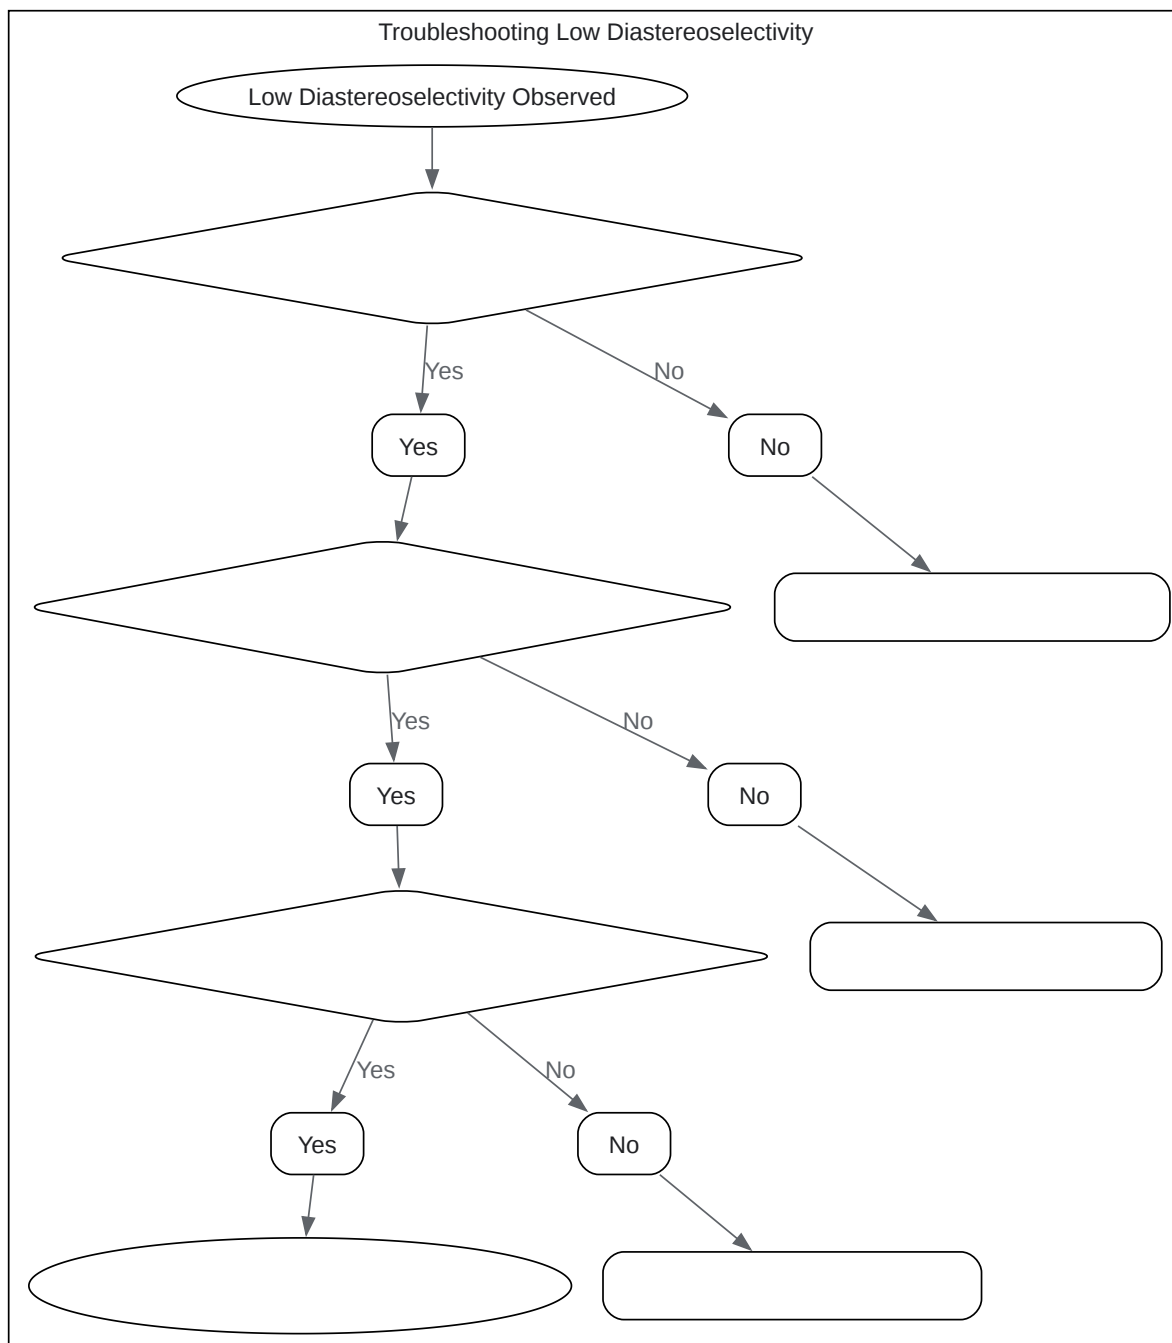 Troubleshooting Low Diastereoselectivity
Low Diastereoselectivity Observed
Yes
No
Yes
No
Yes
No
Yes
No
Yes
No
Yes
No